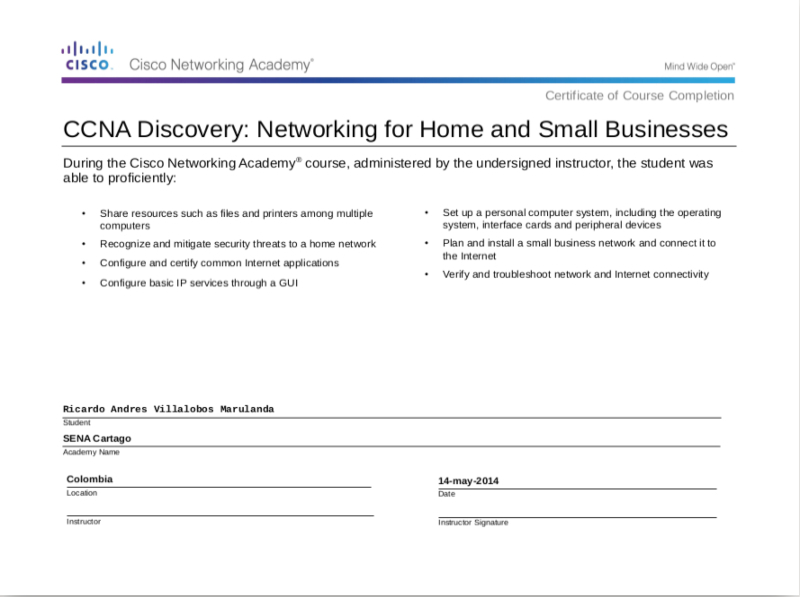 CISCO
Cisco Networking Academy®
Mind Wide Open®
Certificate of Course Completion
CCNA Discovery: Networking for Home and Small Businesses
During the Cisco Networking Academy® course, administered by the undersigned instructor, the student was
able to proficiently:
• Share resources such as files and printers among multiple
computers
• Recognize and mitigate security threats to a home network
• Configure and certify common Internet applications
• Configure basic IP services through a GUI
• Set up a personal computer system, including the operating
system, interface cards and peripheral devices
• Plan and install a small business network and connect it to
the Internet
• Verify and troubleshoot network and Internet connectivity
Ricardo Andres Villalobos Marulanda
Student
SENA Cartago
Academy Name
Colombia
Location
14-may-2014
Date
Instructor
Instructor Signature